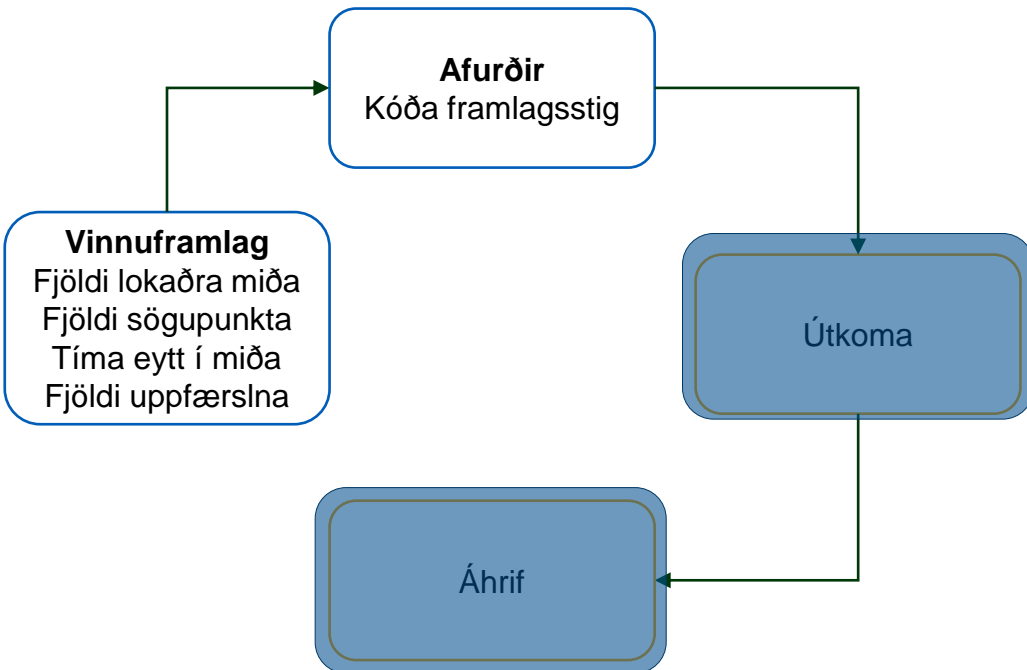 Afurðir
Kóða framlagsstig
Vinnuframlag
Fjöldi lokaðra miða
Fjöldi sögupunkta
Tíma eytt í miða
Fjöldi uppfærslna
Útkoma
Áhrif